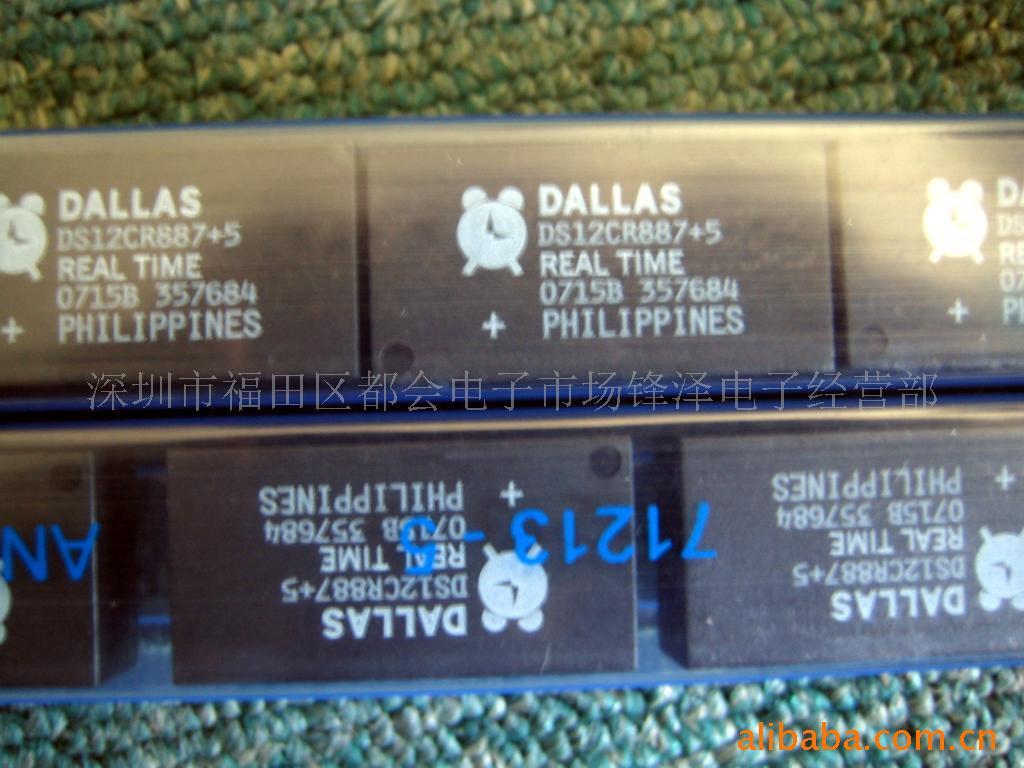 DALLAS
DS12CR887+5
REAL TIME
0715B 357684
+ PHILIPPINES
DALLAS
DS12CR887+5
REAL TIME
0715B 357684
+ PHILIPPINES
深圳市福田区都会电子市场锋泽电子经营部
DALLAS
DS12CR887+5
REAL TIME
0715B 357684
+ PHILIPPINES
DALLAS
DS12CR887+5
REAL TIME
0715B 357684
+ PHILIPPINES
71213-5
AN
alibaba.com.cn